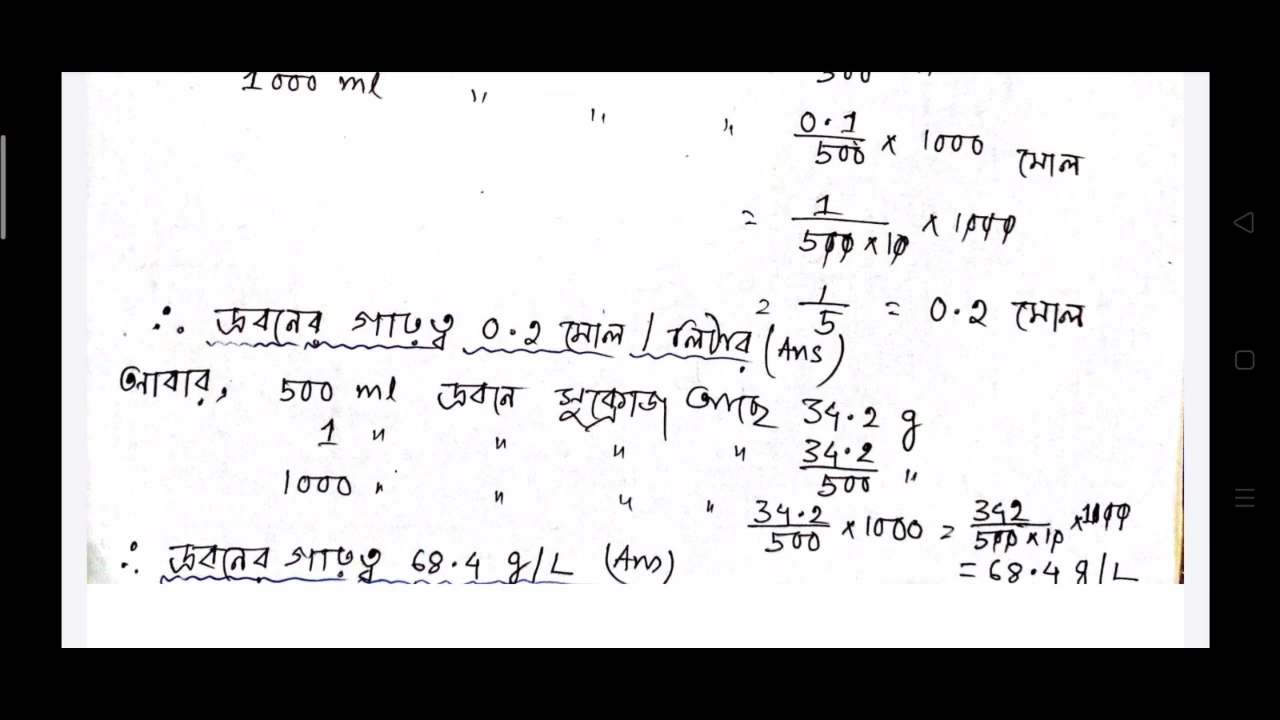 1000 ml " " " 500 "
0.1/500 × 1000 মোল
= 1/500×10 × 1000
= 1/5 = 0.2 মোল
∴ দ্রবনের গাঢ়ত্ব 0.2 মোল / লিটার (Ans)
আবার, 500 ml দ্রবনে সুক্রোজ আছে 34.2 g
1 " " " " 34.2/500 "
1000 " " " " 34.2/500 × 1000 = 342/500×10 ×1000
= 68.4 g/L
∴ দ্রবনের গাঢ়ত্ব 68.4 g/L (Ans)